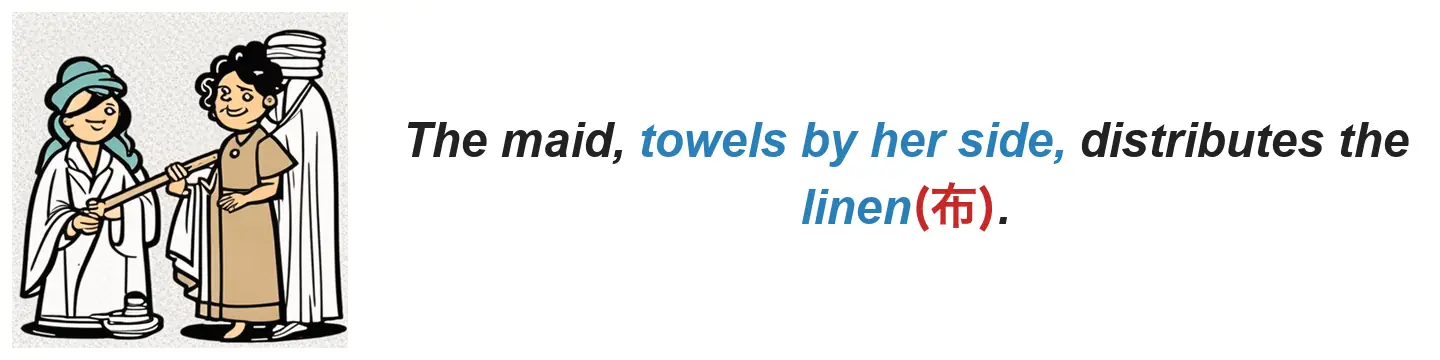 The maid, towels by her side, distributes the
linen(布).